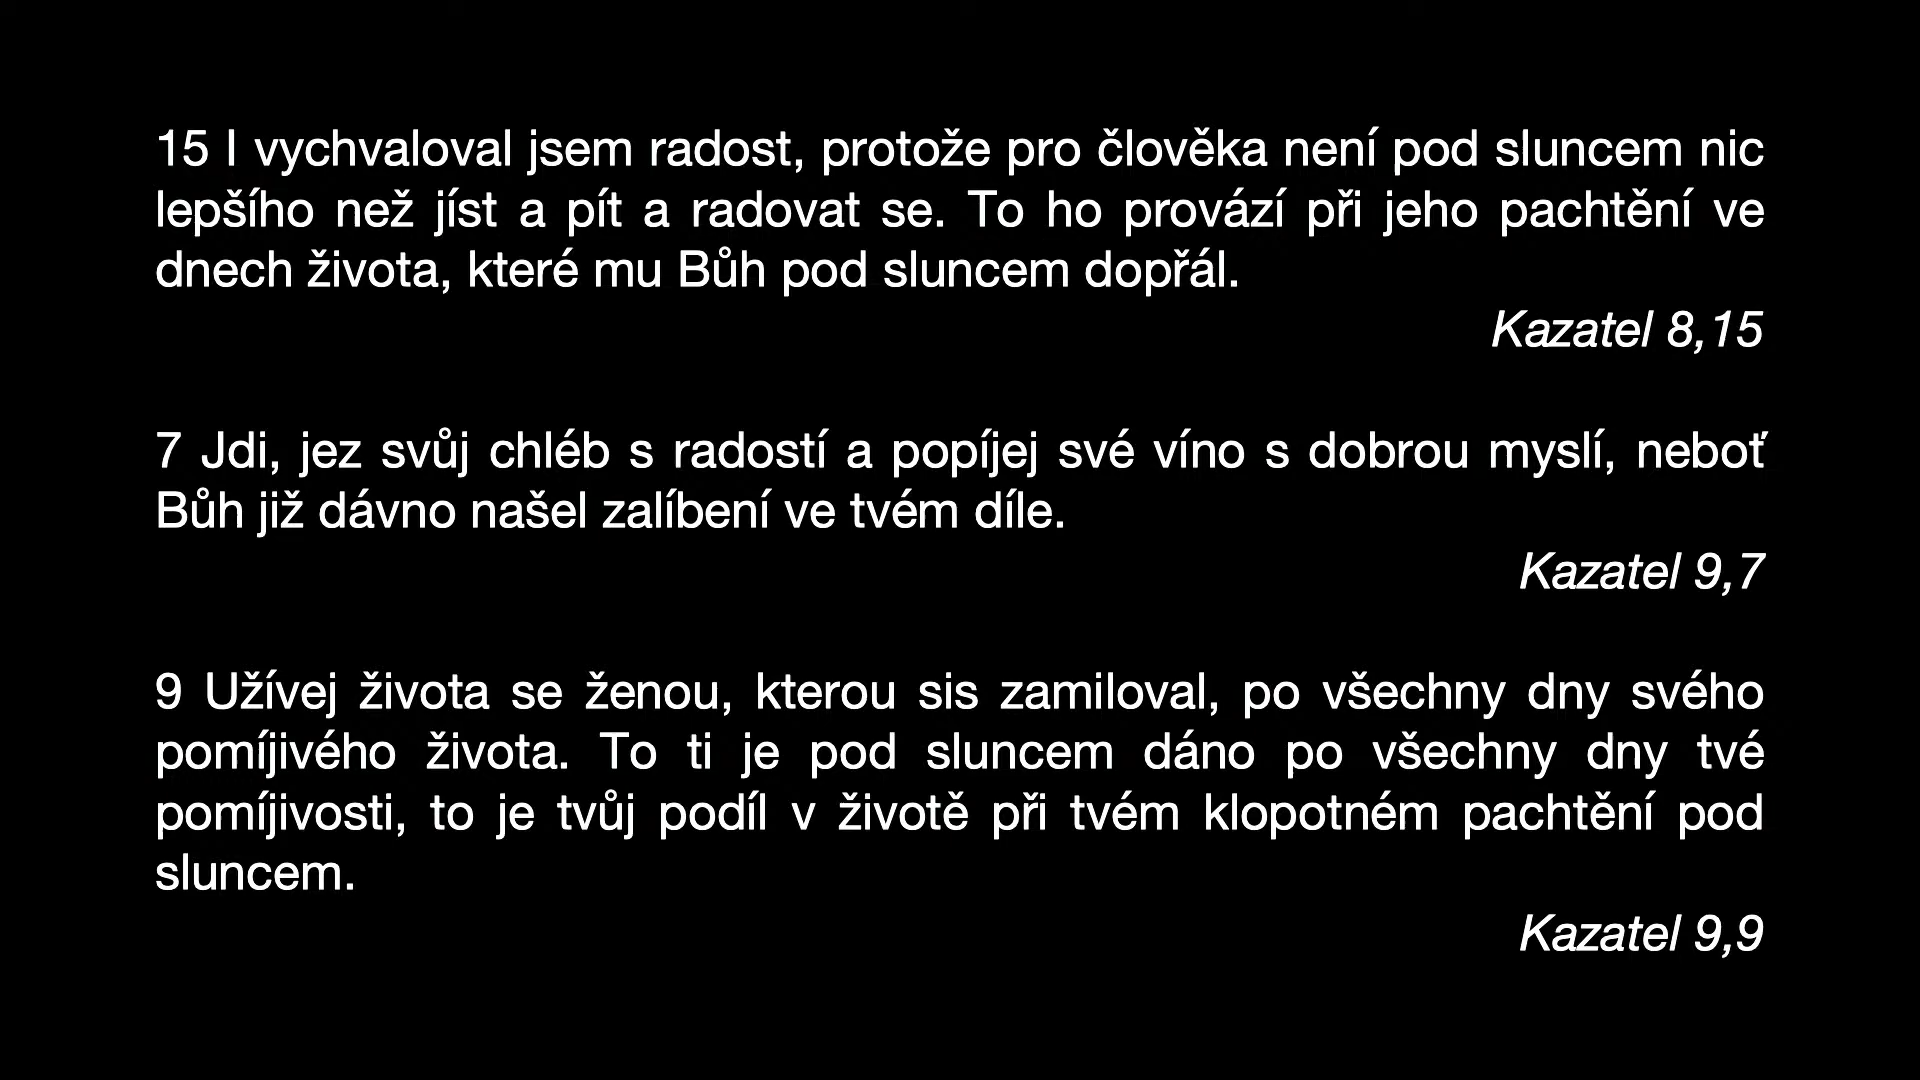 15 I vychvaloval jsem radost, protože pro člověka není pod sluncem nic
lepšího než jíst a pít a radovat se. To ho provází při jeho pachtění ve
dnech života, které mu Bůh pod sluncem dopřál.
Kazatel 8,15
7 Jdi, jez svůj chléb s radostí a popíjej své víno s dobrou myslí, neboť
Bůh již dávno našel zalíbení ve tvém díle.
Kazatel 9,7
9 Užívej života se ženou, kterou sis zamiloval, po všechny dny svého
pomíjivého života. To ti je pod sluncem dáno po všechny dny tvé
pomíjivosti, to je tvůj podíl v životě při tvém klopotném pachtění pod
sluncem.
Kazatel 9,9